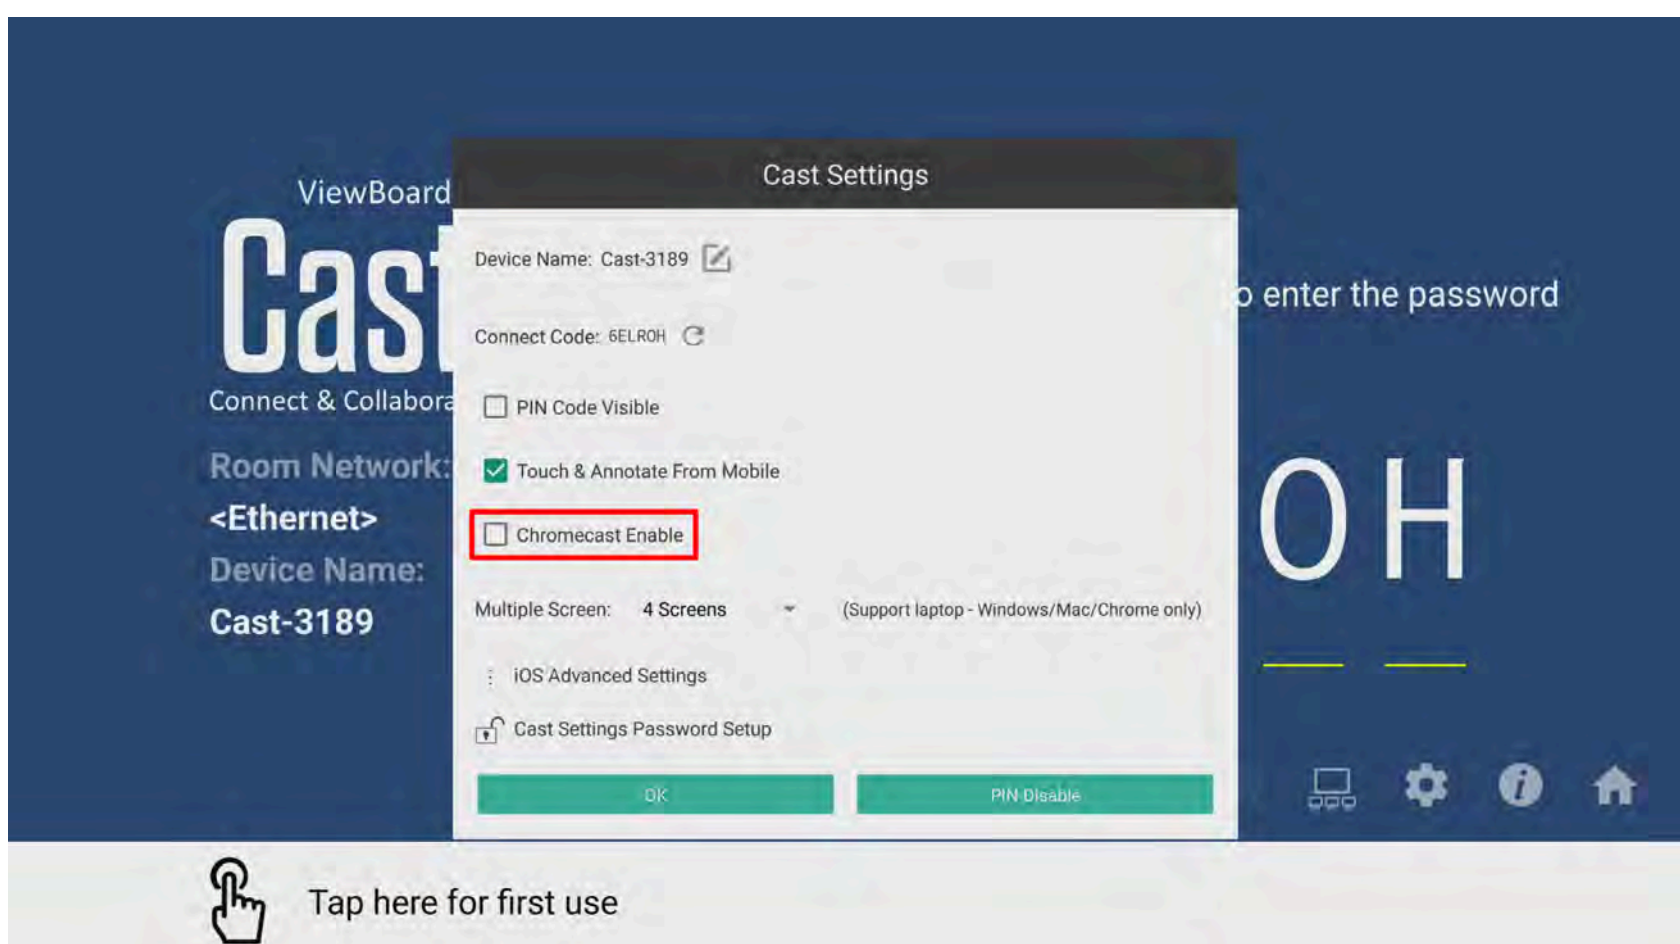 ViewBoard
Cast
Connect & Collabora
Room Network:
<Ethernet>
Device Name:
Cast-3189
Cast Settings
Device Name: Cast-3189
Connect Code: 6ELROH
PIN Code Visible
Touch & Annotate From Mobile
Chromecast Enable
Multiple Screen: 4 Screens (Support laptop - Windows/Mac/Chrome only)
iOS Advanced Settings
Cast Settings Password Setup
OK PIN Disable
o enter the password
O H
Tap here for first use